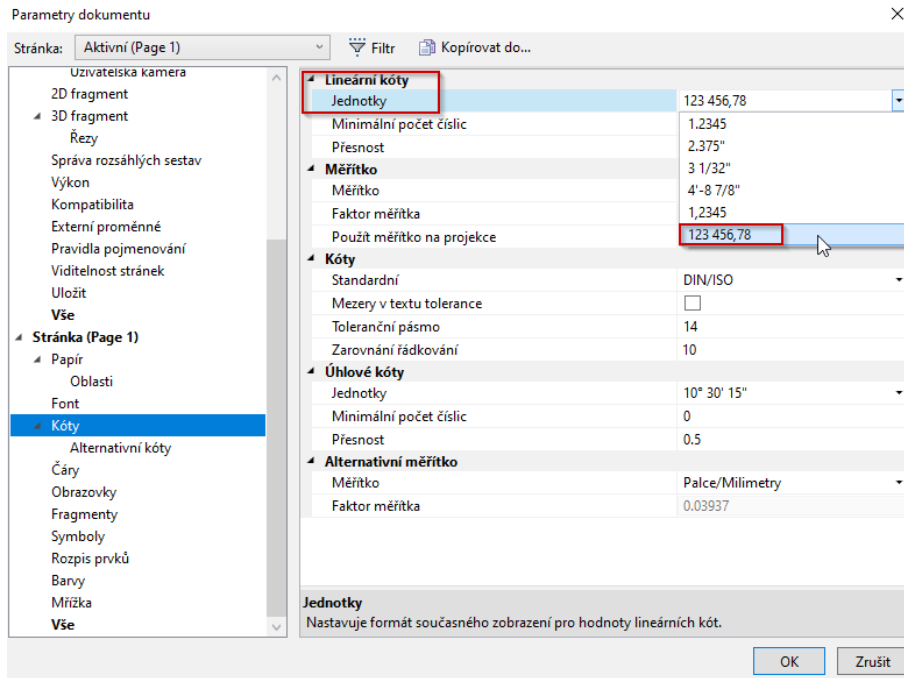 Parametry dokumentu
Stránka: Aktivní (Page 1) Filtr Kopírovat do...
Uživatelská kamera
2D fragment
3D fragment
Řezy
Správa rozsáhlých sestav
Výkon
Kompatibilita
Externí proměnné
Pravidla pojmenování
Viditelnost stránek
Uložit
Vše
Stránka (Page 1)
Papír
Oblasti
Font
Kóty
Alternativní kóty
Čáry
Obrazovky
Fragmenty
Symboly
Rozpis prvků
Barvy
Mřížka
Vše
Lineární kóty
Jednotky 123 456,78
Minimální počet číslic
Přesnost
Měřítko
Měřítko
Faktor měřítka
Použít měřítko na projekce
1.2345
2.375"
3 1/32"
4'-8 7/8"
1,2345
123 456,78
Kóty
Standardní DIN/ISO
Mezery v textu tolerance
Toleranční pásmo 14
Zarovnání řádkování 10
Úhlové kóty
Jednotky 10° 30' 15"
Minimální počet číslic 0
Přesnost 0.5
Alternativní měřítko
Měřítko Palce/Milimetry
Faktor měřítka 0.03937
Jednotky
Nastavuje formát současného zobrazení pro hodnoty lineárních kót.
OK Zrušit